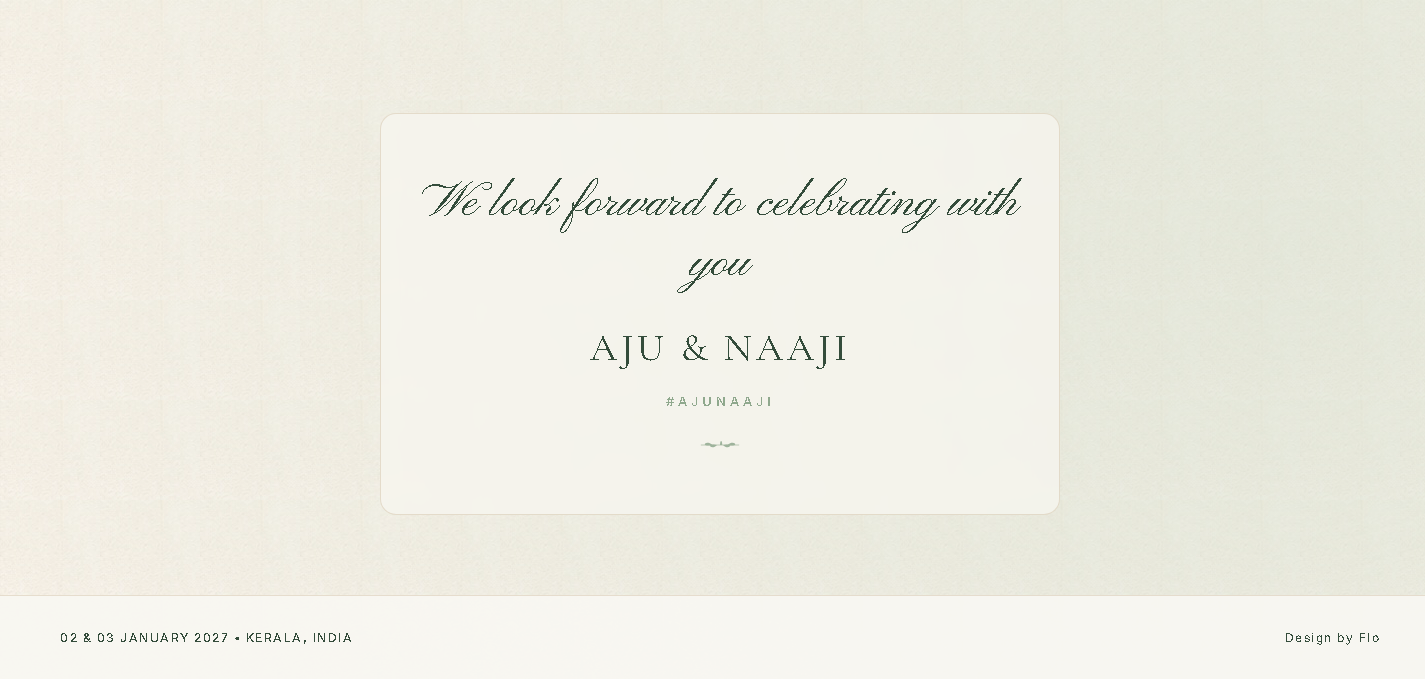 We look forward to celebrating with
you
AJU & NAAJI
#AJUNAAJI
02 & 03 JANUARY 2027 • KERALA, INDIA
Design by Flo